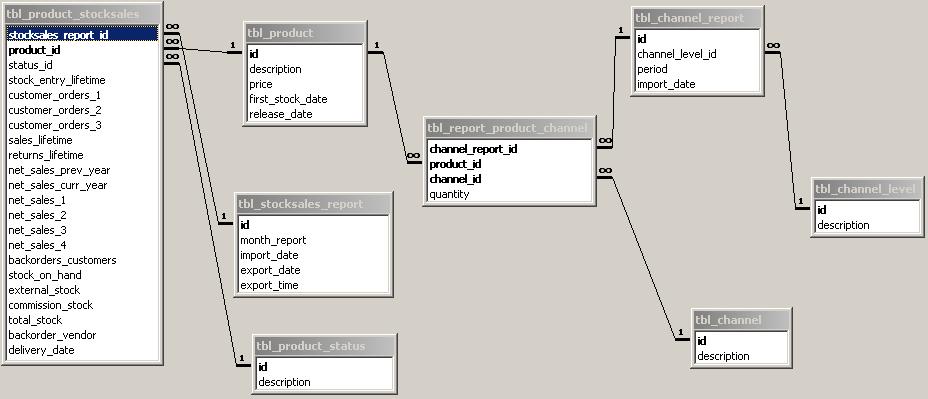 tbl_product_stocksales
stocksales_report_id
product_id
status_id
stock_entry_lifetime
customer_orders_1
customer_orders_2
customer_orders_3
sales_lifetime
returns_lifetime
net_sales_prev_year
net_sales_curr_year
net_sales_1
net_sales_2
net_sales_3
net_sales_4
backorders_customers
stock_on_hand
external_stock
commission_stock
total_stock
backorder_vendor
delivery_date
∞
∞
∞
1
tbl_product
id
description
price
first_stock_date
release_date
1
∞
1
tbl_stocksales_report
id
month_report
import_date
export_date
export_time
1
tbl_product_status
id
description
tbl_report_product_channel
channel_report_id
product_id
channel_id
quantity
∞
∞
1
tbl_channel_report
id
channel_level_id
period
import_date
∞
1
tbl_channel_level
id
description
1
tbl_channel
id
description